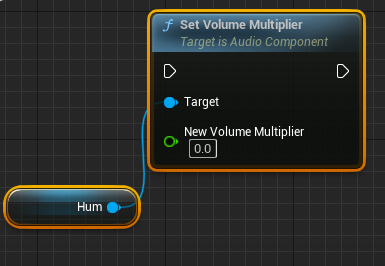 Set Volume Multiplier
Target is Audio Component
Target
New Volume Multiplier
0.0
Hum